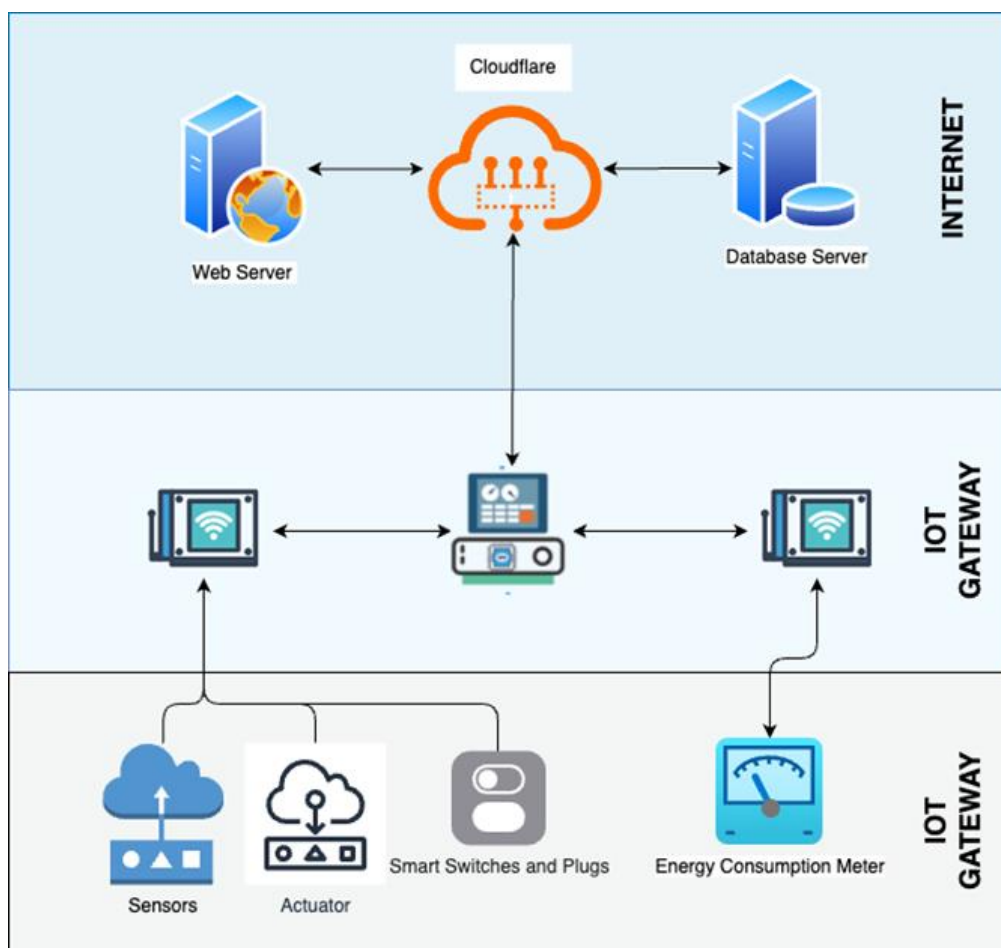 Cloudflare
Web Server
Database Server
INTERNET
IOT
GATEWAY
Sensors
Actuator
Smart Switches and Plugs
Energy Consumption Meter
IOT
GATEWAY